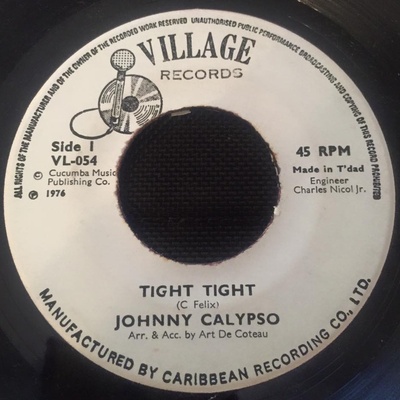 ALL RIGHTS OF THE MANUFACTURER AND OF THE OWNER OF THE RECORDED WORK RESERVED UNAUTHORISED PUBLIC PERFORMANCE BROADCASTING AND COPYING OF THIS RECORD PROHIBITED
VILLAGE
RECORDS
Side I
VL-054
Cucumba Music
Publishing Co.
© 1976
45 RPM
Made in T'dad
Engineer
Charles Nicol Jr.
TIGHT TIGHT
(C Felix)
JOHNNY CALYPSO
Arr. & Acc. by Art De Coteau
MANUFACTURED BY CARIBBEAN RECORDING CO., LTD.